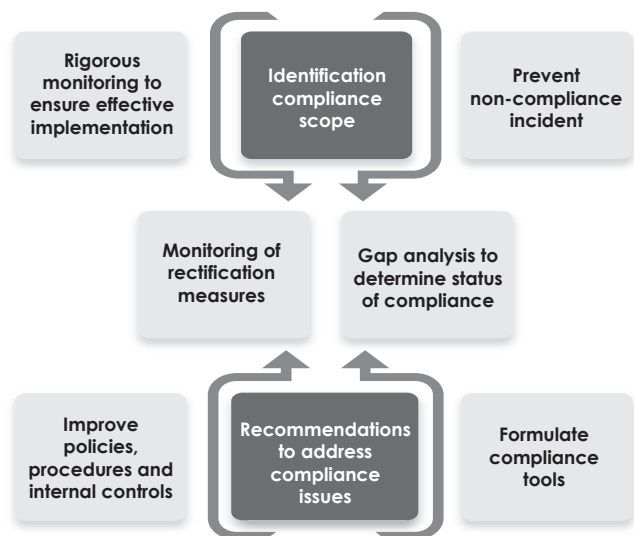 Rigorous
monitoring to
ensure effective
implementation
Identification
compliance
scope
Prevent
non-compliance
incident
Monitoring of
rectification
measures
Gap analysis to
determine status
of compliance
Improve
policies,
procedures and
internal controls
Recommendations
to address
compliance
issues
Formulate
compliance
tools